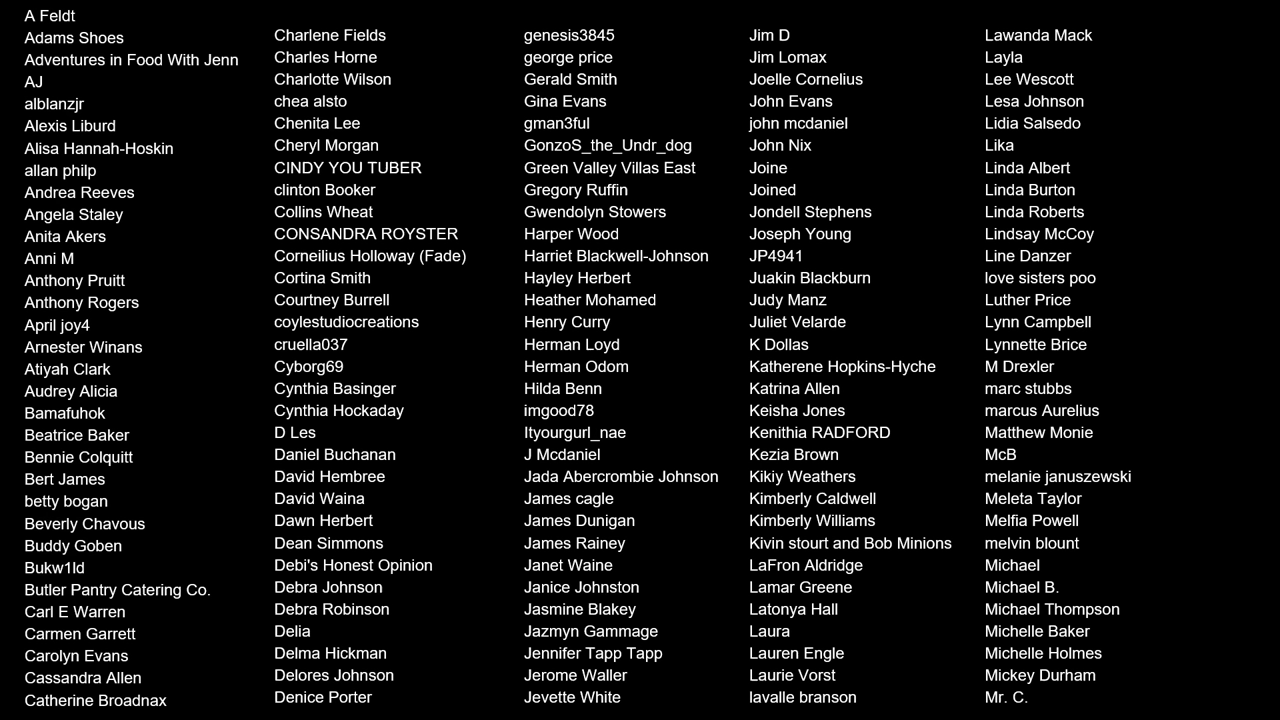 A Feldt
Adams Shoes
Adventures in Food With Jenn
AJ
alblanzjr
Alexis Liburd
Alisa Hannah-Hoskin
allan philp
Andrea Reeves
Angela Staley
Anita Akers
Anni M
Anthony Pruitt
Anthony Rogers
April joy4
Arnester Winans
Atiyah Clark
Audrey Alicia
Bamafuhok
Beatrice Baker
Bennie Colquitt
Bert James
betty bogan
Beverly Chavous
Buddy Goben
Bukw1ld
Butler Pantry Catering Co.
Carl E Warren
Carmen Garrett
Carolyn Evans
Cassandra Allen
Catherine Broadnax
Charlene Fields
Charles Horne
Charlotte Wilson
chea alsto
Chenita Lee
Cheryl Morgan
CINDY YOU TUBER
clinton Booker
Collins Wheat
CONSANDRA ROYSTER
Corneilius Holloway (Fade)
Cortina Smith
Courtney Burrell
coylestudiocreations
cruella037
Cyborg69
Cynthia Basinger
Cynthia Hockaday
D Les
Daniel Buchanan
David Hembree
David Waina
Dawn Herbert
Dean Simmons
Debi's Honest Opinion
Debra Johnson
Debra Robinson
Delia
Delma Hickman
Delores Johnson
Denice Porter
genesis3845
george price
Gerald Smith
Gina Evans
gman3ful
GonzoS_the_Undr_dog
Green Valley Villas East
Gregory Ruffin
Gwendolyn Stowers
Harper Wood
Harriet Blackwell-Johnson
Hayley Herbert
Heather Mohamed
Henry Curry
Herman Loyd
Herman Odom
Hilda Benn
imgood78
Ityourgurl_nae
J Mcdaniel
Jada Abercrombie Johnson
James cagle
James Dunigan
James Rainey
Janet Waine
Janice Johnston
Jasmine Blakey
Jazmyn Gammage
Jennifer Tapp Tapp
Jerome Waller
Jevette White
Jim D
Jim Lomax
Joelle Cornelius
John Evans
john mcdaniel
John Nix
Joine
Joined
Jondell Stephens
Joseph Young
JP4941
Juakin Blackburn
Judy Manz
Juliet Velarde
K Dollas
Katherene Hopkins-Hyche
Katrina Allen
Keisha Jones
Kenithia RADFORD
Kezia Brown
Kikiy Weathers
Kimberly Caldwell
Kimberly Williams
Kivin stourt and Bob Minions
LaFron Aldridge
Lamar Greene
Latonya Hall
Laura
Lauren Engle
Laurie Vorst
lavalle branson
Lawanda Mack
Layla
Lee Wescott
Lesa Johnson
Lidia Salsedo
Lika
Linda Albert
Linda Burton
Linda Roberts
Lindsay McCoy
Line Danzer
love sisters poo
Luther Price
Lynn Campbell
Lynnette Brice
M Drexler
marc stubbs
marcus Aurelius
Matthew Monie
McB
melanie januszewski
Meleta Taylor
Melfia Powell
melvin blount
Michael
Michael B.
Michael Thompson
Michelle Baker
Michelle Holmes
Mickey Durham
Mr. C.